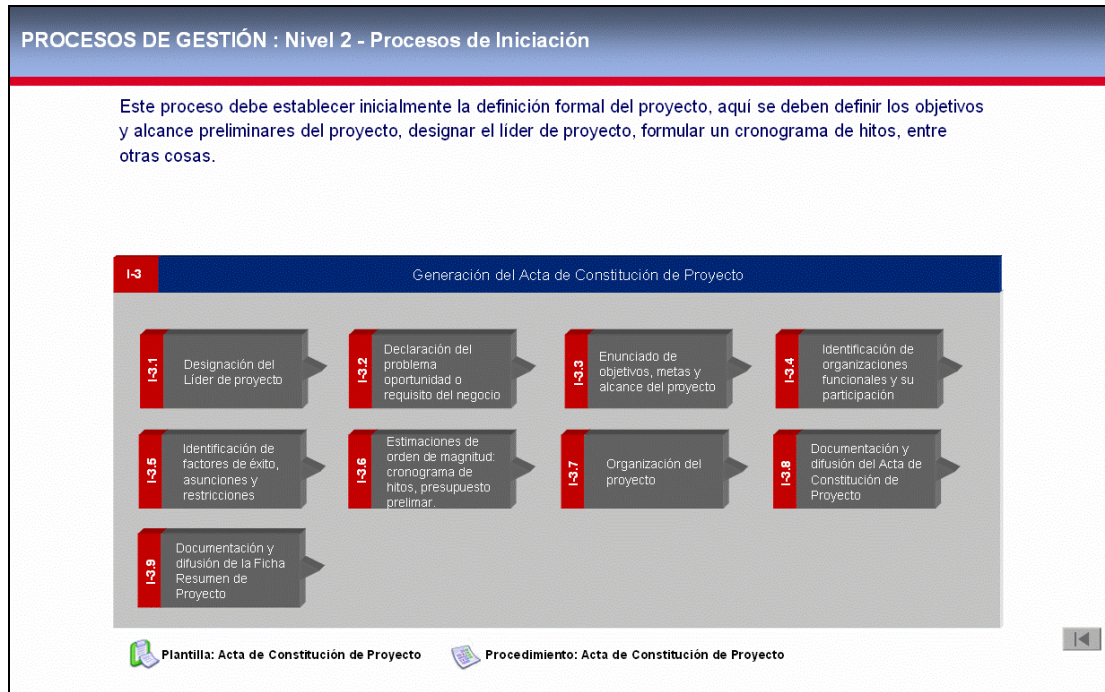 PROCESOS DE GESTIÓN : Nivel 2 - Procesos de Iniciación
Este proceso debe establecer inicialmente la definición formal del proyecto, aquí se deben definir los objetivos
y alcance preliminares del proyecto, designar el líder de proyecto, formular un cronograma de hitos, entre
otras cosas.
I-3
Generación del Acta de Constitución de Proyecto
I-3.1
Designación del
Líder de proyecto
I-3.2
Declaración del
problema
oportunidad o
requisito del negocio
I-3.3
Enunciado de
objetivos, metas y
alcance del proyecto
I-3.4
Identificación de
organizaciones
funcionales y su
participación
I-3.5
Identificación de
factores de éxito,
asunciones y
restricciones
I-3.6
Estimaciones de
orden de magnitud:
cronograma de
hitos, presupuesto
prelimar.
I-3.7
Organización del
proyecto
I-3.8
Documentación y
difusión del Acta de
Constitución de
Proyecto
I-3.9
Documentación y
difusión de la Ficha
Resumen de
Proyecto
Plantilla: Acta de Constitución de Proyecto
Procedimiento: Acta de Constitución de Proyecto